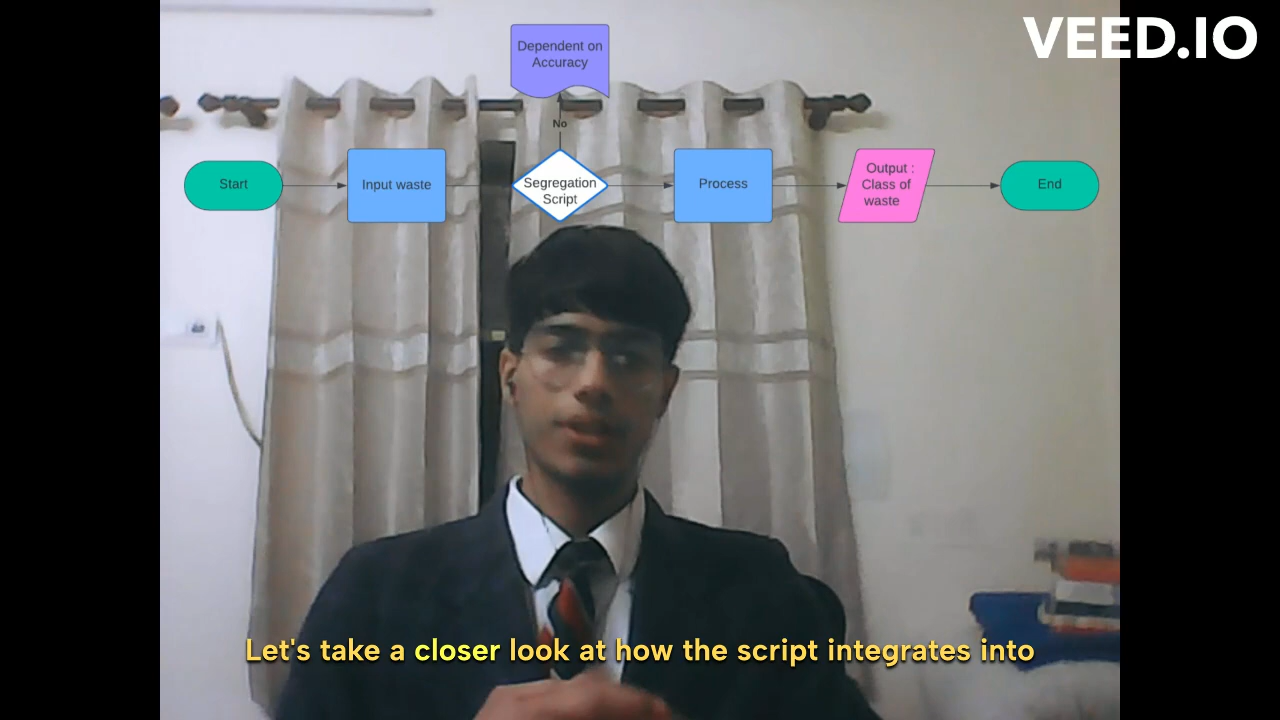 VEED.IO
Dependent on
Accuracy
No
Start
Input waste
Segregation
Script
Process
Output :
Class of
waste
End
Let's take a closer look at how the script integrates into